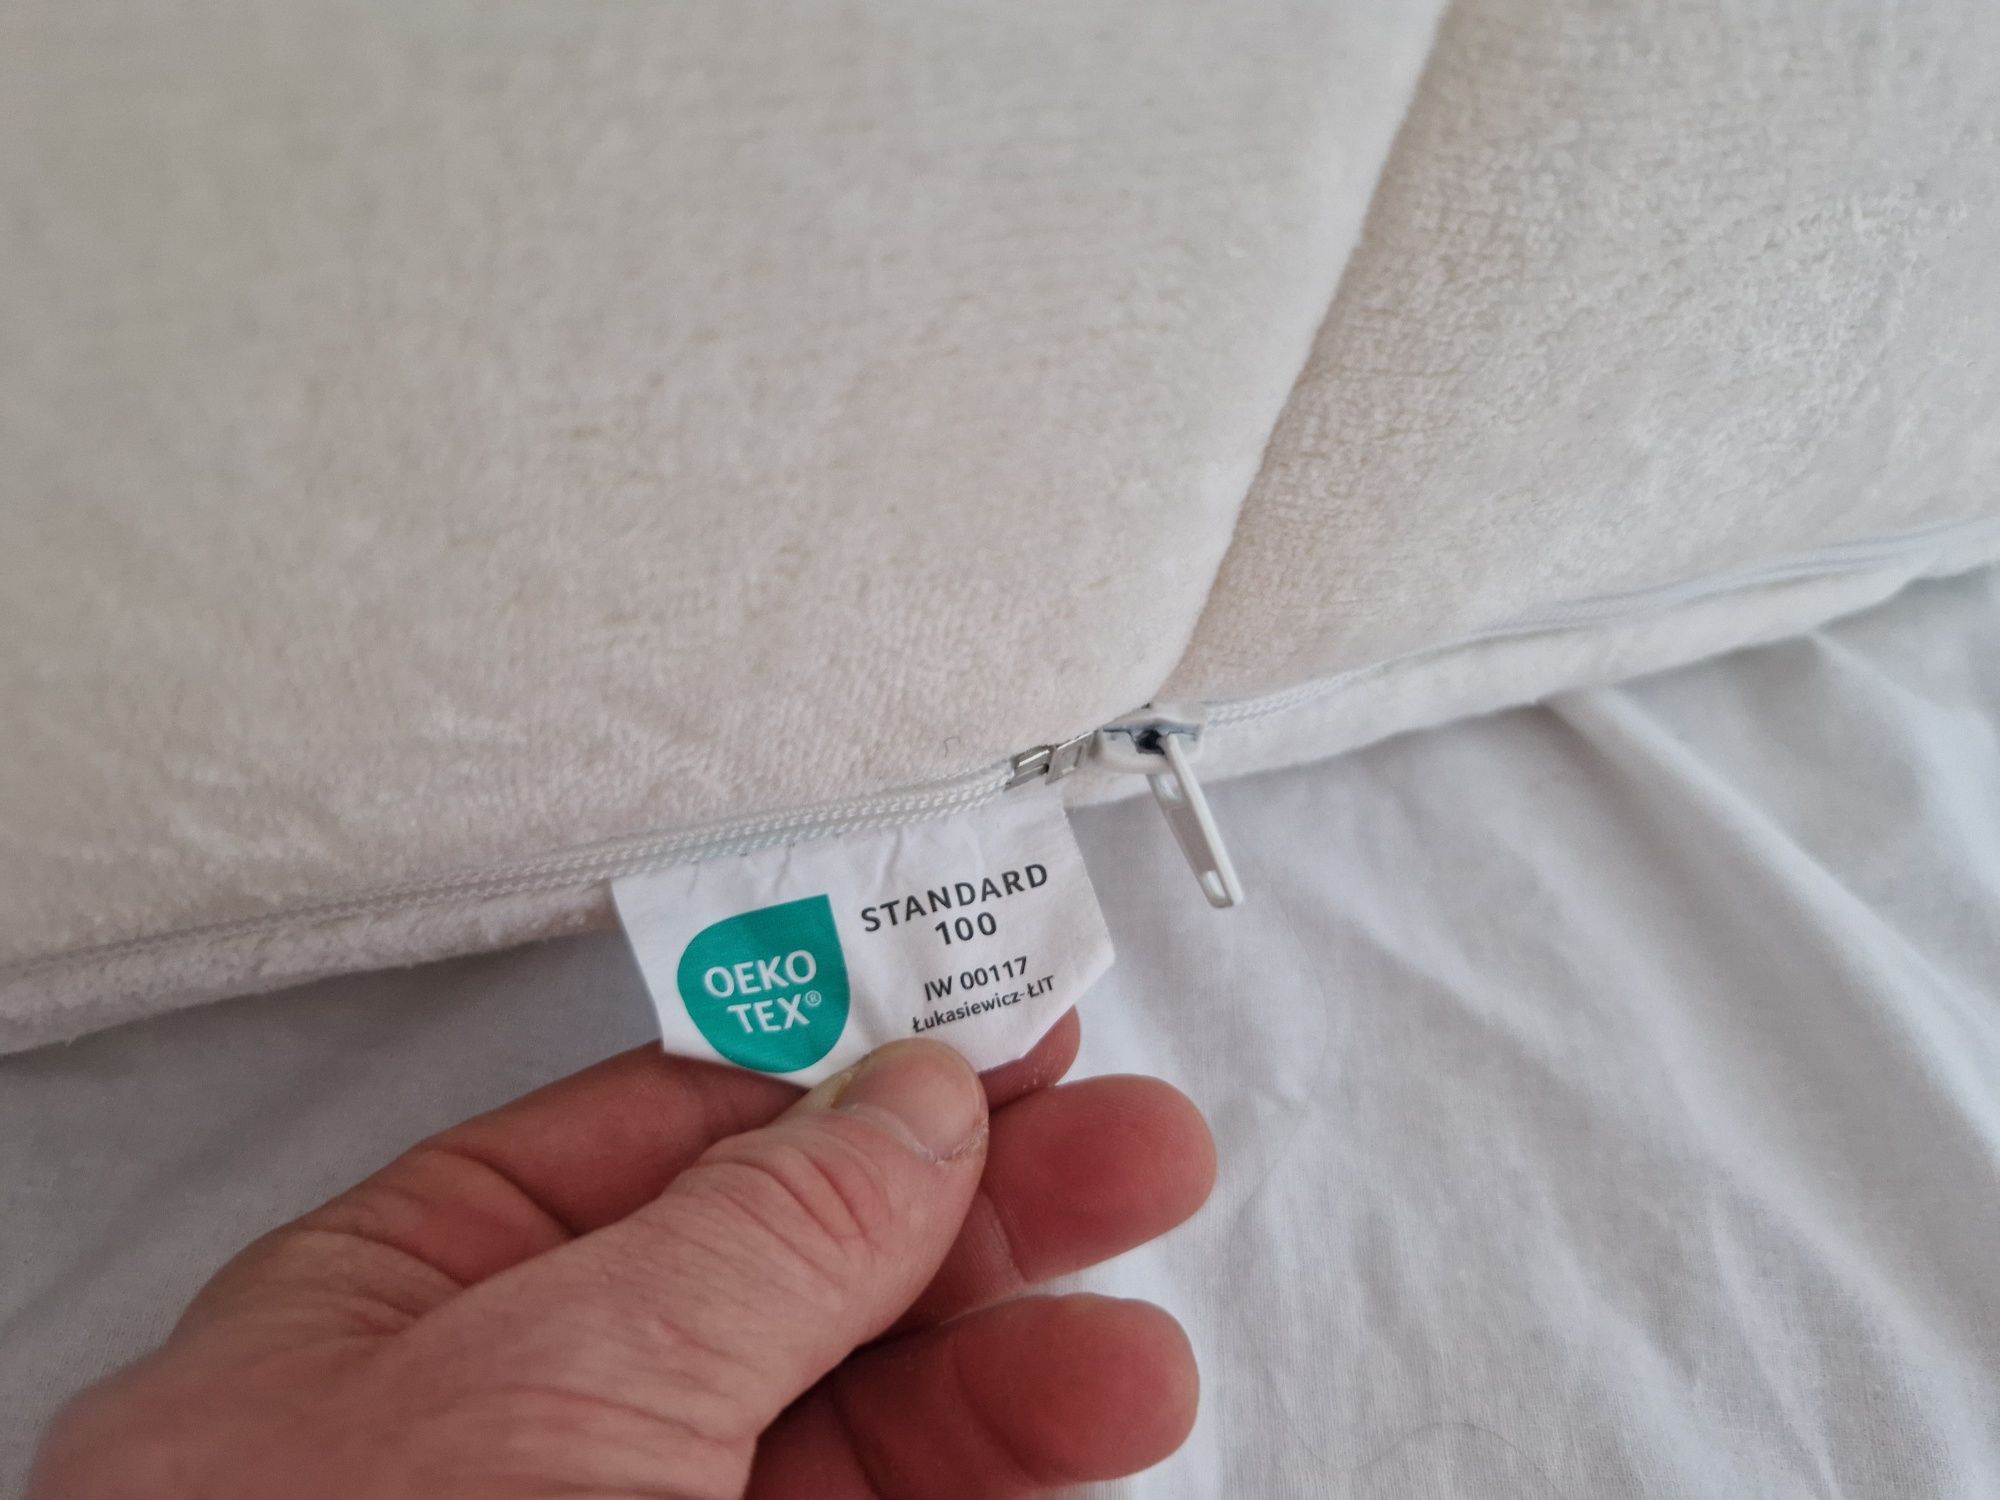 OEKO
TEX®
STANDARD
100
IW 00117
Łukasiewicz-ŁIT